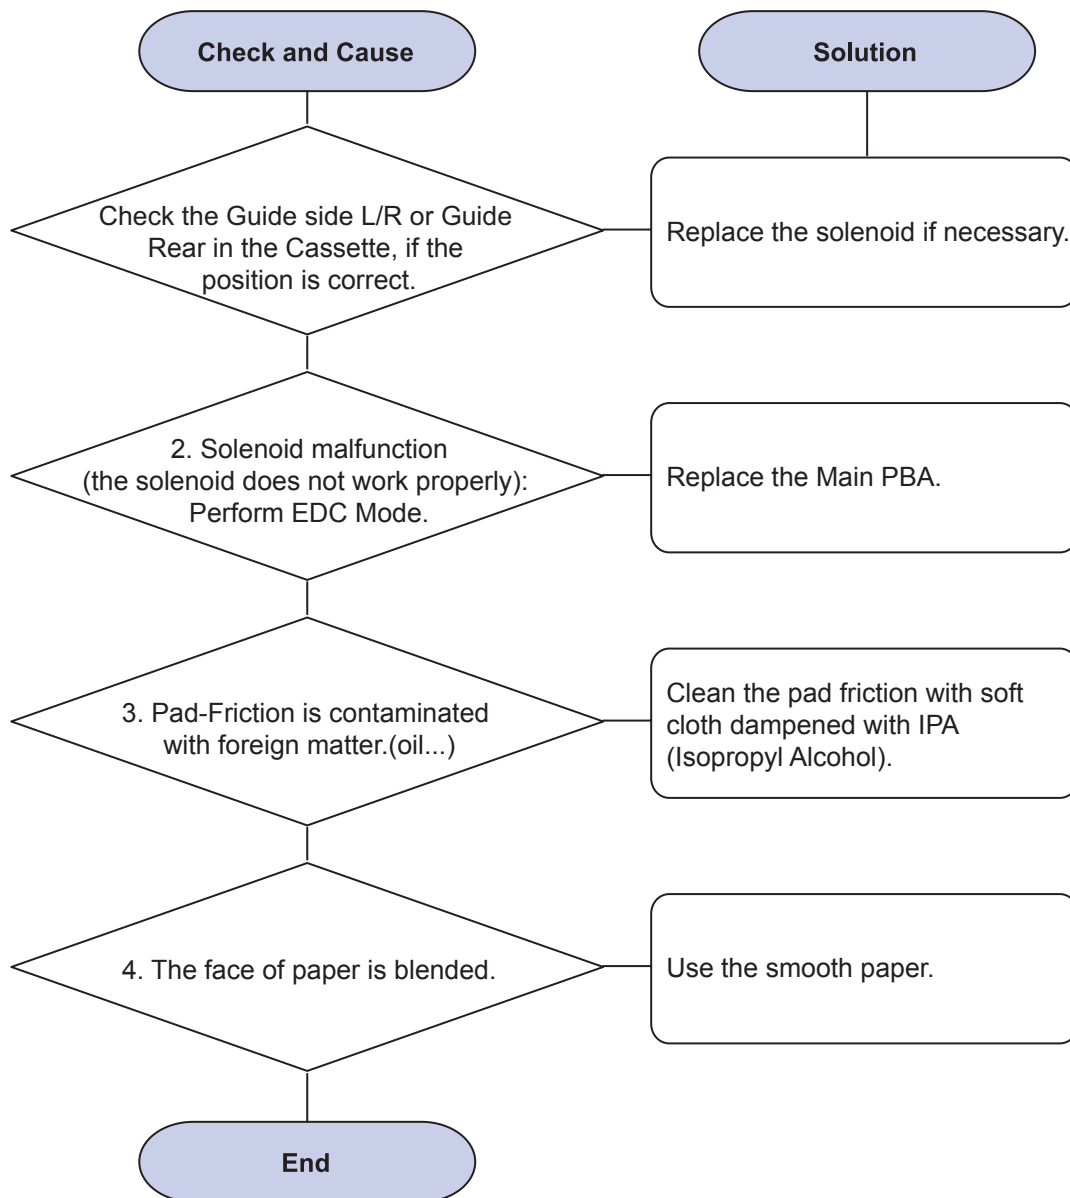 Check and Cause
Solution
Check the Guide side L/R or Guide
Rear in the Cassette, if the
position is correct.
Replace the solenoid if necessary.
2. Solenoid malfunction
(the solenoid does not work properly):
Perform EDC Mode.
Replace the Main PBA.
3. Pad-Friction is contaminated
with foreign matter.(oil...)
Clean the pad friction with soft
cloth dampened with IPA
(Isopropyl Alcohol).
4. The face of paper is blended.
Use the smooth paper.
End